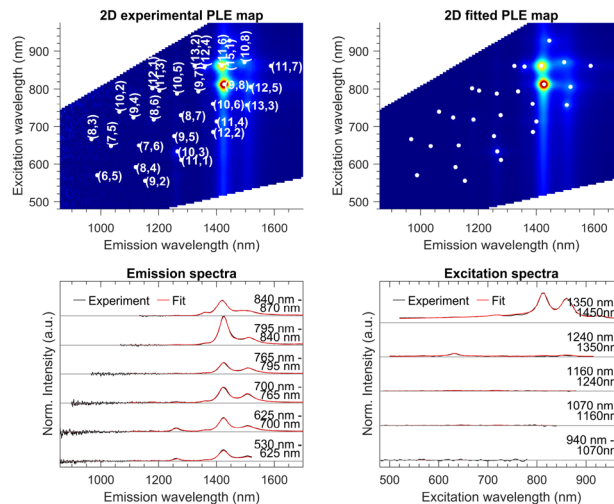 2D experimental PLE map
2D fitted PLE map
Excitation wavelength (nm)
900
800
700
600
500
(10,8)
(11,6)
(15,1)
(13,2)
(12,4)
(11,7)
(12,1)
(11,3)
(10,5)
(9,7)
(9,8)
(12,5)
(10,2)
(9,4)
(8,6)
(10,6)
(13,3)
(8,7)
(11,4)
(12,2)
(8,3)
(7,5)
(9,5)
(7,6)
(10,3)
(11,1)
(8,4)
(6,5)
(9,2)
1000
1200
1400
1600
Emission wavelength (nm)
Excitation wavelength (nm)
900
800
700
600
500
1000
1200
1400
1600
Emission wavelength (nm)
Emission spectra
Norm. Intensity (a.u.)
Experiment
Fit
840 nm -
870 nm
795 nm -
840 nm
765 nm -
795 nm
700 nm -
765 nm
625 nm -
700 nm
530 nm -
625 nm
1000
1200
1400
1600
Emission wavelength (nm)
Excitation spectra
Norm. Intensity (a.u.)
Experiment
Fit
1350 nm
1450nm
1240 nm
1350nm
1160 nm
1240nm
1070 nm
1160nm
940 nm -
1070nm
500
600
700
800
900
Excitation wavelength (nm)